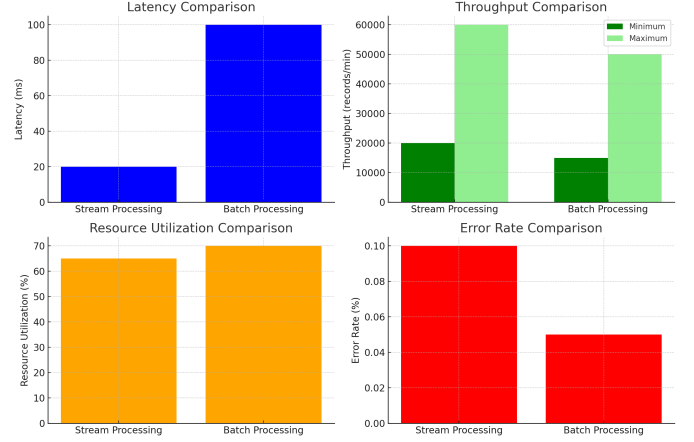 Latency Comparison
Latency (ms)
100
80
60
40
20
0
Stream Processing
Batch Processing
Throughput Comparison
Throughput (records/min)
60000
50000
40000
30000
20000
10000
0
Minimum
Maximum
Stream Processing
Batch Processing
Resource Utilization Comparison
Resource Utilization (%)
70
60
50
40
30
20
10
0
Stream Processing
Batch Processing
Error Rate Comparison
Error Rate (%)
0.10
0.08
0.06
0.04
0.02
0.00
Stream Processing
Batch Processing